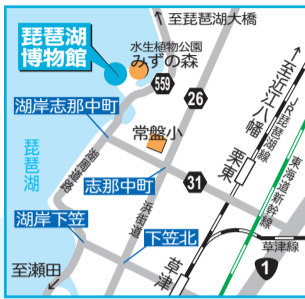 至琵琶湖大橋
琵琶湖
博物館
水生植物公園
みずの森
559
26
至近江八幡
JR琵琶湖線
湖岸志那中町
常盤小
栗東
東海道新幹線
琵琶湖
湖周道路
志那中町
31
浜街道
湖岸下笠
下笠北
草津線
至瀬田
草津
1